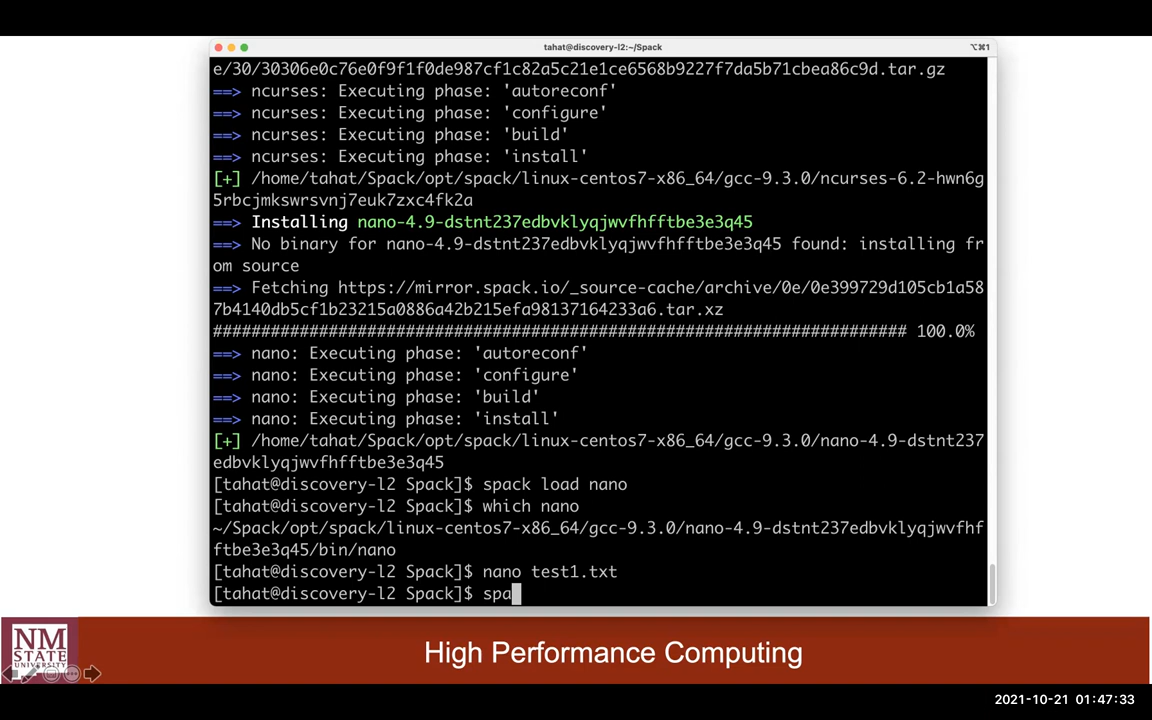 tahat@discovery-l2:~/Spack
⌥⌘1
e/30/30306e0c76e0f9f1f0de987cf1c82a5c21e1ce6568b9227f7da5b71cbea86c9d.tar.gz
==> ncurses: Executing phase: 'autoreconf'
==> ncurses: Executing phase: 'configure'
==> ncurses: Executing phase: 'build'
==> ncurses: Executing phase: 'install'
[+] /home/tahat/Spack/opt/spack/linux-centos7-x86_64/gcc-9.3.0/ncurses-6.2-hwn6g
5rbcjmkswrsvnj7euk7zxc4fk2a
==> Installing nano-4.9-dstnt237edbvklyqjwvfhfftbe3e3q45
==> No binary for nano-4.9-dstnt237edbvklyqjwvfhfftbe3e3q45 found: installing fr
om source
==> Fetching https://mirror.spack.io/_source-cache/archive/0e/0e399729d105cb1a58
7b4140db5cf1b23215a0886a42b215efa98137164233a6.tar.xz
######################################################################## 100.0%
==> nano: Executing phase: 'autoreconf'
==> nano: Executing phase: 'configure'
==> nano: Executing phase: 'build'
==> nano: Executing phase: 'install'
[+] /home/tahat/Spack/opt/spack/linux-centos7-x86_64/gcc-9.3.0/nano-4.9-dstnt237
edbvklyqjwvfhfftbe3e3q45
[tahat@discovery-l2 Spack]$ spack load nano
[tahat@discovery-l2 Spack]$ which nano
~/Spack/opt/spack/linux-centos7-x86_64/gcc-9.3.0/nano-4.9-dstnt237edbvklyqjwvfhf
ftbe3e3q45/bin/nano
[tahat@discovery-l2 Spack]$ nano test1.txt
[tahat@discovery-l2 Spack]$ spa
NM
STATE
UNIVERSITY
High Performance Computing
2021-10-21 01:47:33